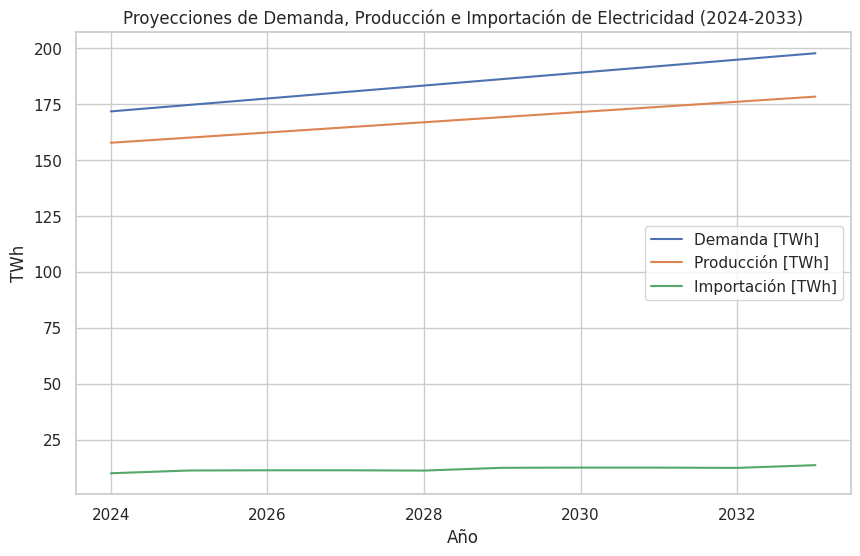 Proyecciones de Demanda, Producción e Importación de Electricidad (2024-2033)
200
175
150
125
100
75
50
25
TWh
Demanda [TWh]
Producción [TWh]
Importación [TWh]
2024
2026
2028
2030
2032
Año